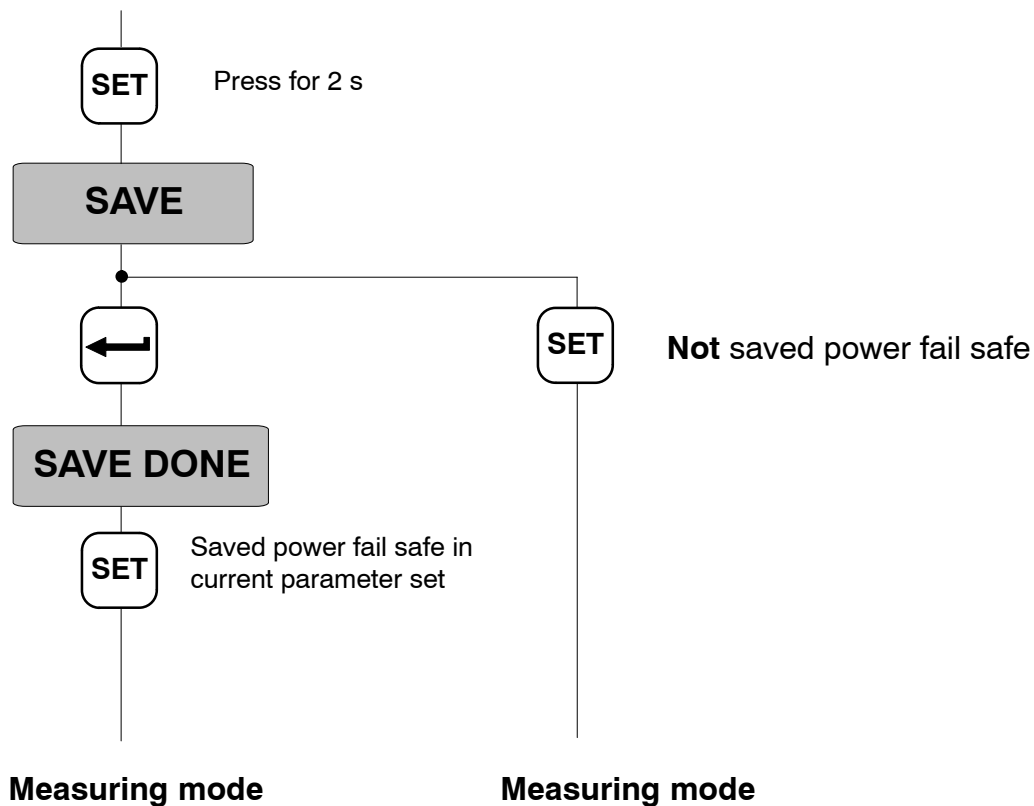 SET
Press for 2 s
SAVE
SET
Not saved power fail safe
SAVE DONE
SET
Saved power fail safe in
current parameter set
Measuring mode
Measuring mode